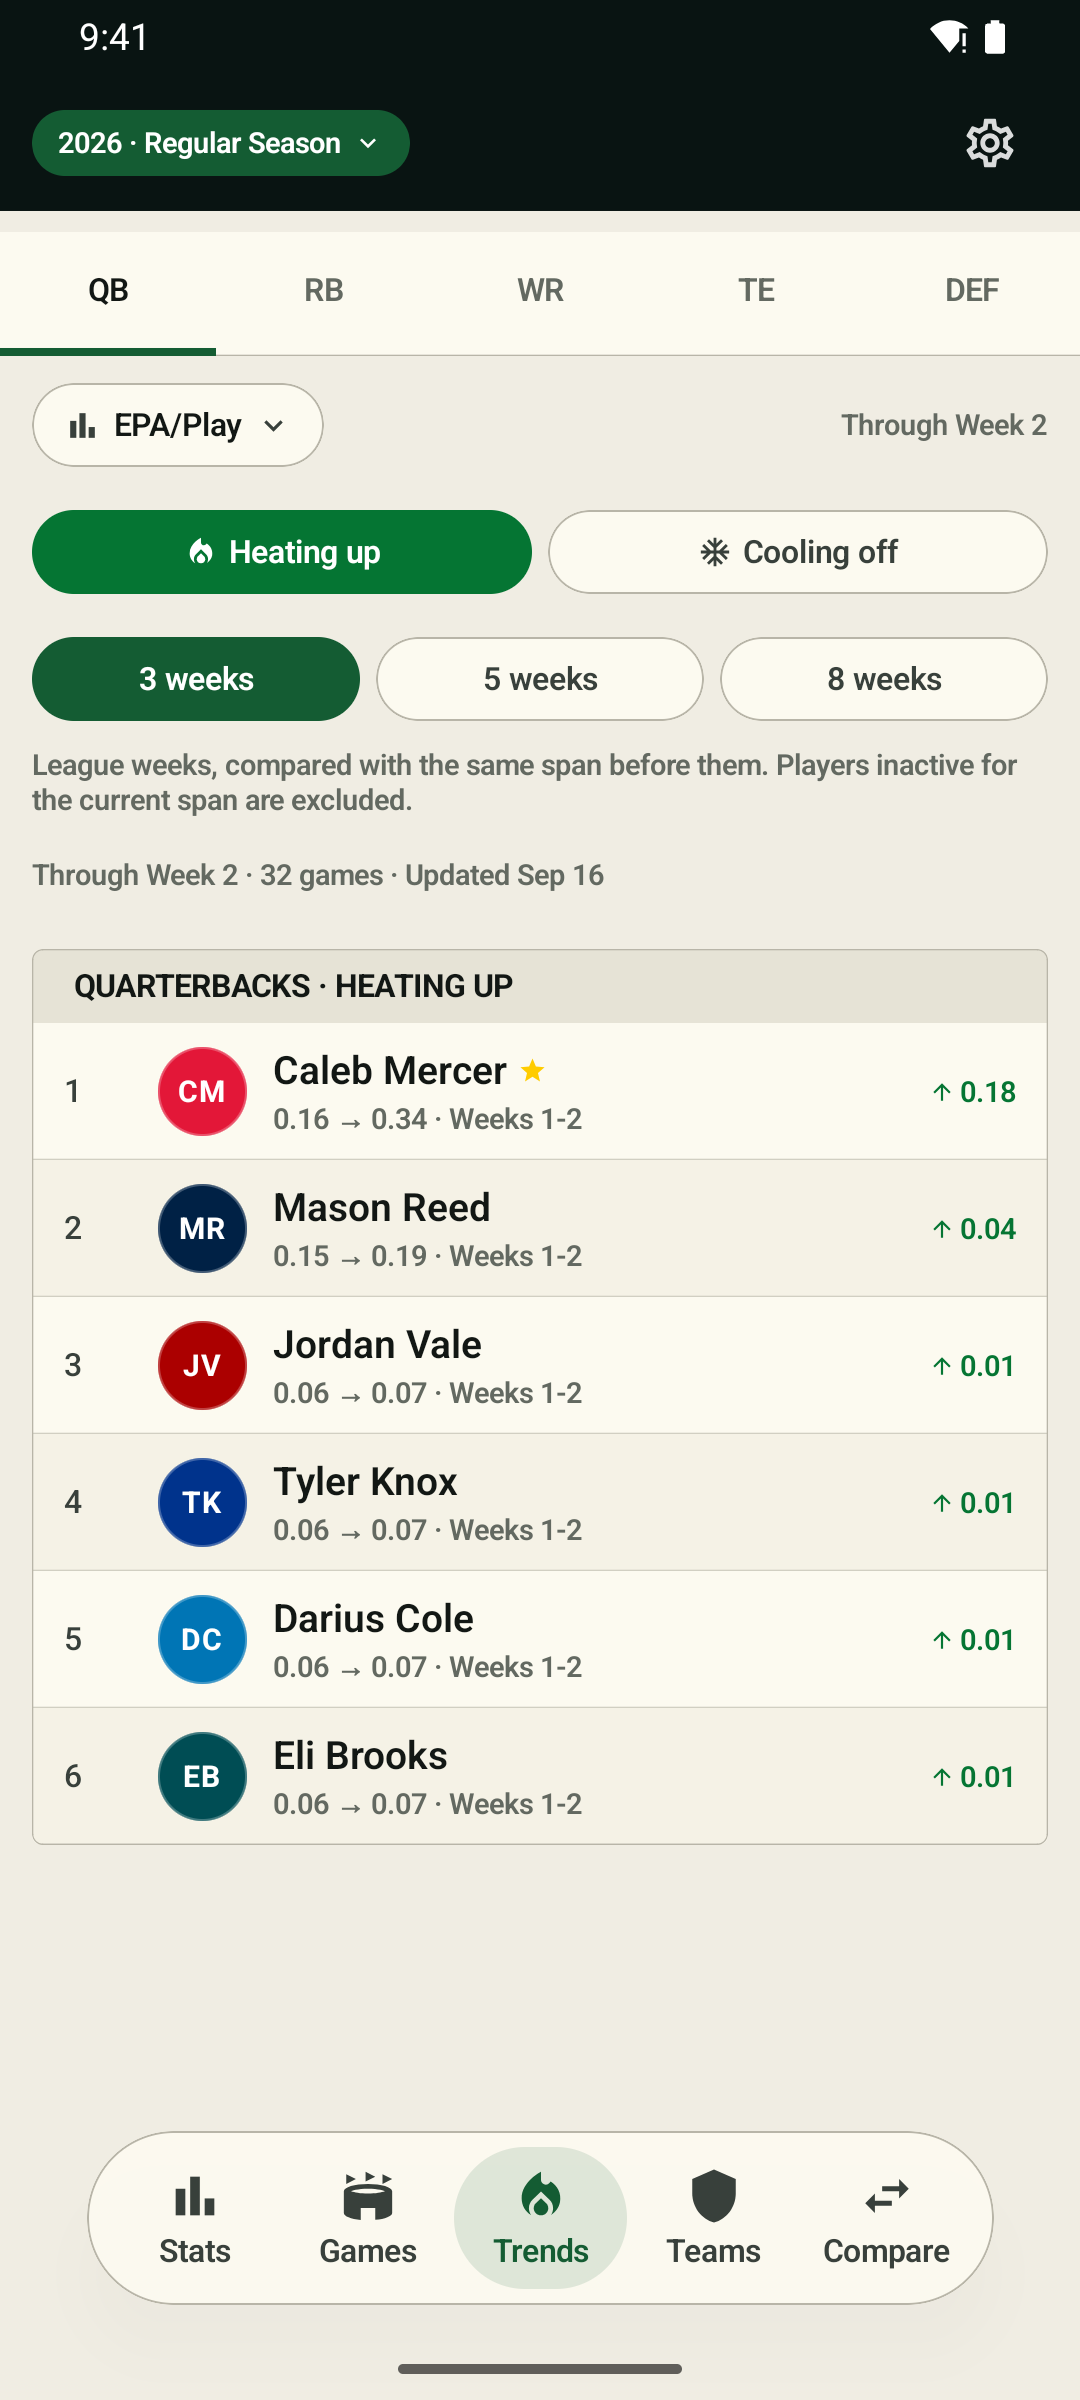 9:41
2026 · Regular Season
QB RB WR TE DEF
EPA/Play
Through Week 2
Heating up
Cooling off
3 weeks
5 weeks
8 weeks
League weeks, compared with the same span before them. Players inactive for
the current span are excluded.
Through Week 2 · 32 games · Updated Sep 16
QUARTERBACKS · HEATING UP
1 CM Caleb Mercer ↑ 0.18
0.16 → 0.34 · Weeks 1-2
2 MR Mason Reed ↑ 0.04
0.15 → 0.19 · Weeks 1-2
3 JV Jordan Vale ↑ 0.01
0.06 → 0.07 · Weeks 1-2
4 TK Tyler Knox ↑ 0.01
0.06 → 0.07 · Weeks 1-2
5 DC Darius Cole ↑ 0.01
0.06 → 0.07 · Weeks 1-2
6 EB Eli Brooks ↑ 0.01
0.06 → 0.07 · Weeks 1-2
Stats Games Trends Teams Compare